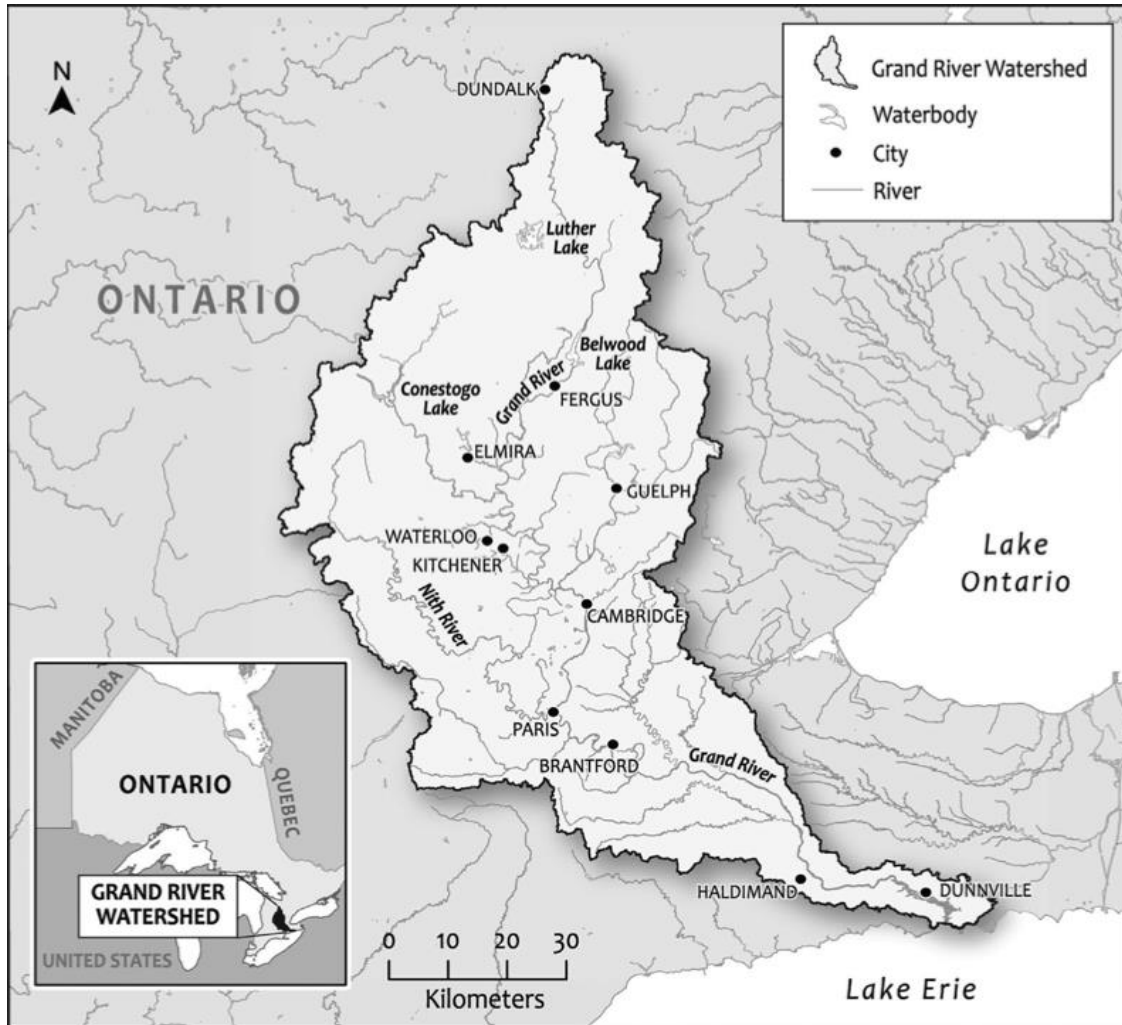 N
DUNDALK
Grand River Watershed
Waterbody
City
River
Luther
Lake
ONTARIO
Belwood
Lake
Grand River
Conestogo
Lake
FERGUS
ELMIRA
GUELPH
WATERLOO
KITCHENER
Lake
Ontario
Nith River
CAMBRIDGE
PARIS
BRANTFORD
Grand River
HALDIMAND
DUNNVILLE
MANITOBA
ONTARIO
QUEBEC
GRAND RIVER
WATERSHED
UNITED STATES
0 10 20 30
Kilometers
Lake Erie